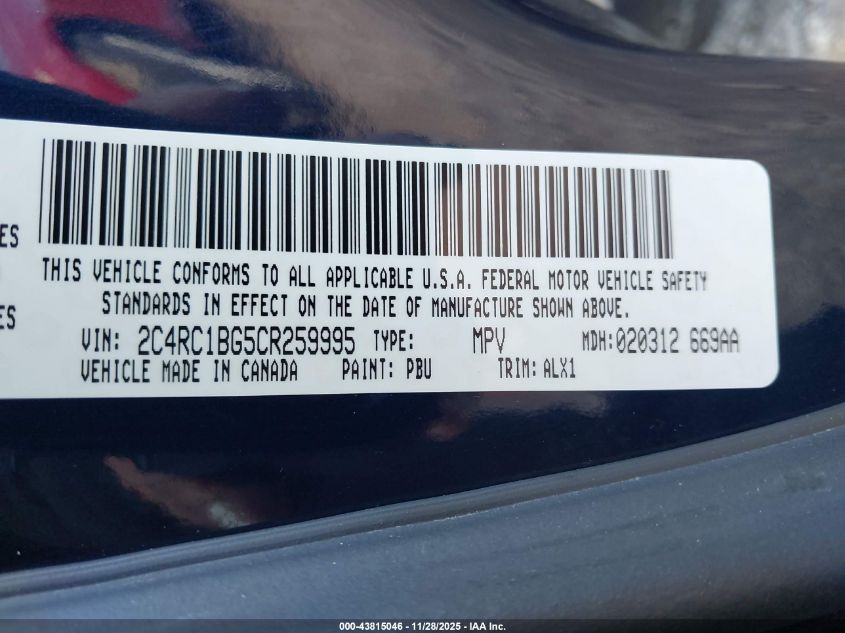 ES
ES
THIS VEHICLE CONFORMS TO ALL APPLICABLE U.S.A. FEDERAL MOTOR VEHICLE SAFETY
STANDARDS IN EFFECT ON THE DATE OF MANUFACTURE SHOWN ABOVE.
VIN: 2C4RC1BG5CR259995 TYPE: MPV MDH:020312 669AA
VEHICLE MADE IN CANADA PAINT: PBU TRIM: ALX1
000-43815046 - 11/28/2025 - IAA Inc.